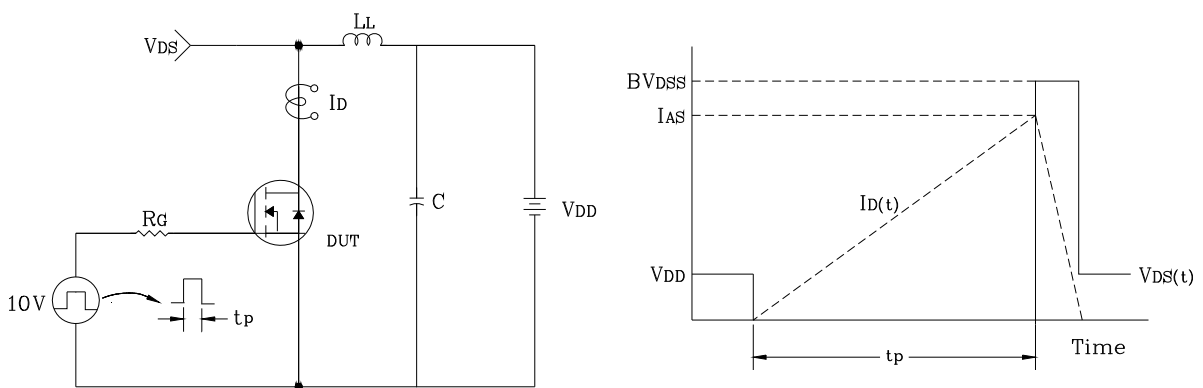 LL
VDS
ID
RG
DUT
C
VDD
10V
tp
BVDSS
IAS
ID(t)
VDD
VDS(t)
tp
Time